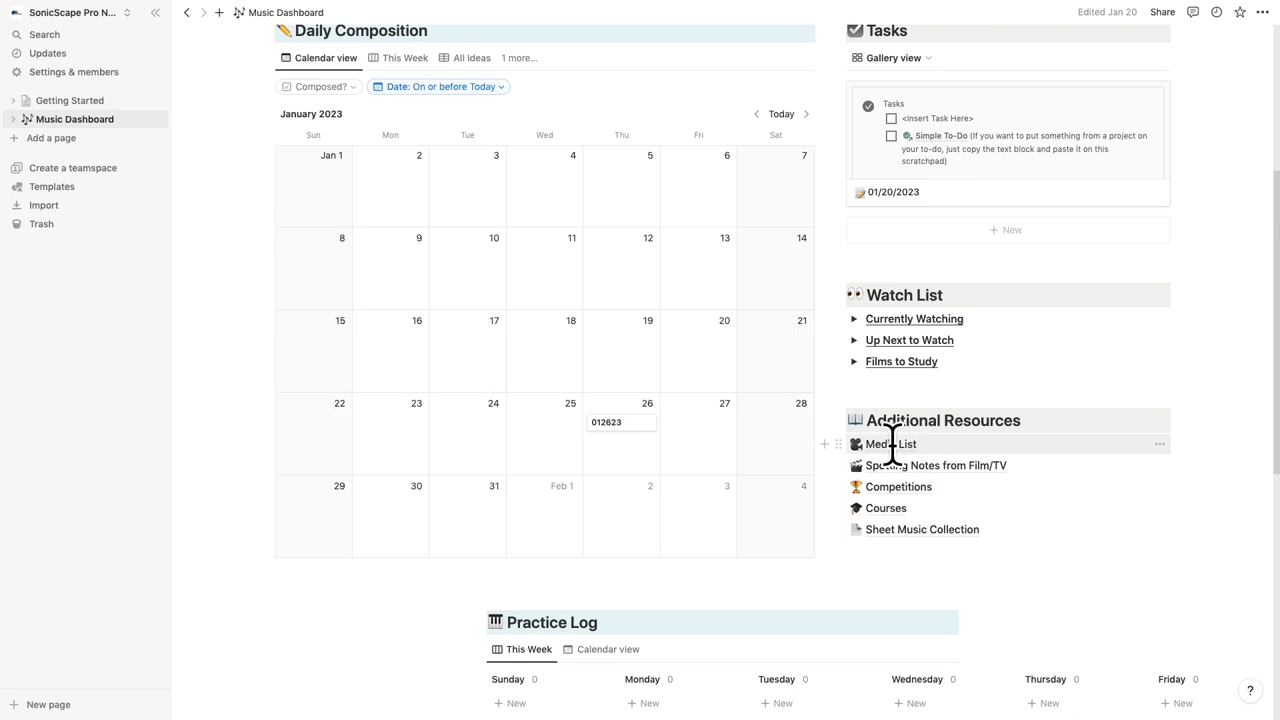 SonicScape Pro N...
Search
Updates
Settings & members
Getting Started
Music Dashboard
Add a page
Create a teamspace
Templates
Import
Trash
New page
Music Dashboard
Edited Jan 20
Share
Daily Composition
Calendar view
This Week
All Ideas
1 more...
Composed?
Date: On or before Today
January 2023
Today
Sun Mon Tue Wed Thu Fri Sat
Jan 1 2 3 4 5 6 7
8 9 10 11 12 13 14
15 16 17 18 19 20 21
22 23 24 25 26 27 28
012623
29 30 31 Feb 1 2 3 4
Tasks
Gallery view
Tasks
<Insert Task Here>
Simple To-Do (If you want to put something from a project on
your to-do, just copy the text block and paste it on this
scratchpad)
01/20/2023
New
Watch List
Currently Watching
Up Next to Watch
Films to Study
Additional Resources
Media List
Spotting Notes from Film/TV
Competitions
Courses
Sheet Music Collection
Practice Log
This Week
Calendar view
Sunday 0 Monday 0 Tuesday 0 Wednesday 0 Thursday 0 Friday 0
New New New New New New
?